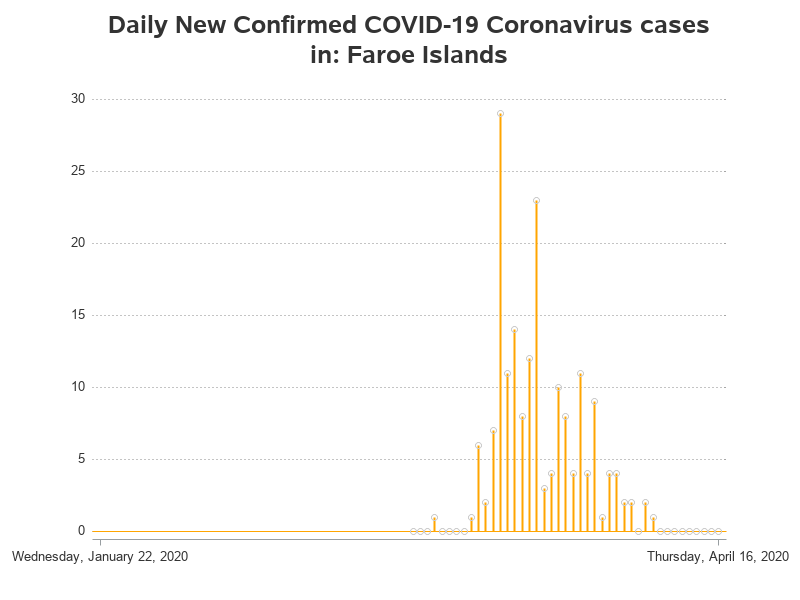 Daily New Confirmed COVID-19 Coronavirus cases
in: Faroe Islands
30
25
20
15
10
5
0
Wednesday, January 22, 2020
Thursday, April 16, 2020